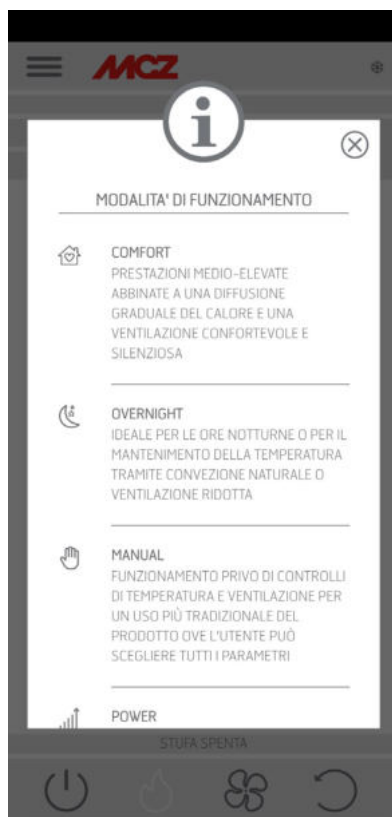 MCZ
MODALITA' DI FUNZIONAMENTO
COMFORT
PRESTAZIONI MEDIO-ELEVATE
ABBINATE A UNA DIFFUSIONE
GRADUALE DEL CALORE E UNA
VENTILAZIONE CONFORTEVOLE E
SILENZIOSA
OVERNIGHT
IDEALE PER LE ORE NOTTURNE O PER IL
MANTENIMENTO DELLA TEMPERATURA
TRAMITE CONVEZIONE NATURALE O
VENTILAZIONE RIDOTTA
MANUAL
FUNZIONAMENTO PRIVO DI CONTROLLI
DI TEMPERATURA E VENTILAZIONE PER
UN USO PIÙ TRADIZIONALE DEL
PRODOTTO OVE L'UTENTE PUÒ
SCEGLIERE TUTTI I PARAMETRI
POWER
STUFA SPENTA